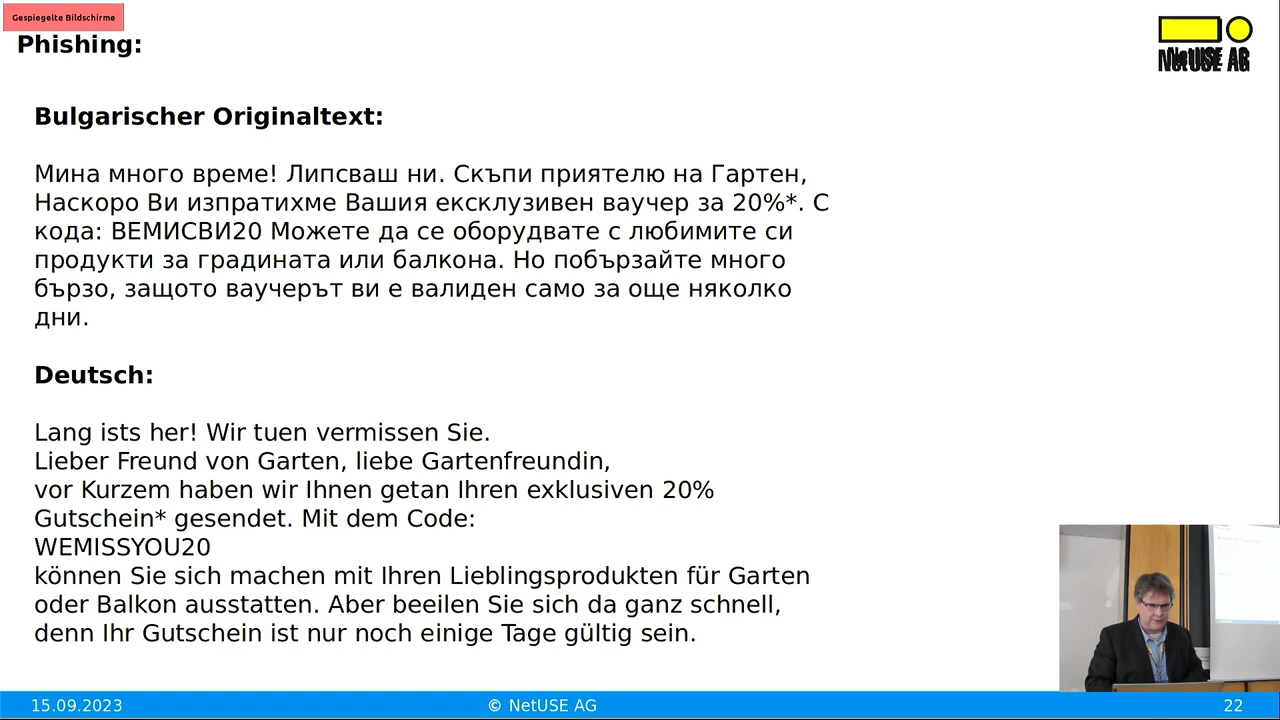 Gespiegelte Bildschirme
Phishing:
NetUSE AG
Bulgarischer Originaltext:
Мина много време! Липсваш ни. Скъпи приятелю на Гартен,
Наскоро Ви изпратихме Вашия ексклузивен ваучер за 20%*. С
кода: ВЕМИСВИ20 Можете да се оборудвате с любимите си
продукти за градината или балкона. Но побързайте много
бързо, защото ваучерът ви е валиден само за още няколко
дни.
Deutsch:
Lang ists her! Wir tuen vermissen Sie.
Lieber Freund von Garten, liebe Gartenfreundin,
vor Kurzem haben wir Ihnen getan Ihren exklusiven 20%
Gutschein* gesendet. Mit dem Code:
WEMISSYOU20
können Sie sich machen mit Ihren Lieblingsprodukten für Garten
oder Balkon ausstatten. Aber beeilen Sie sich da ganz schnell,
denn Ihr Gutschein ist nur noch einige Tage gültig sein.
15.09.2023
© NetUSE AG
22